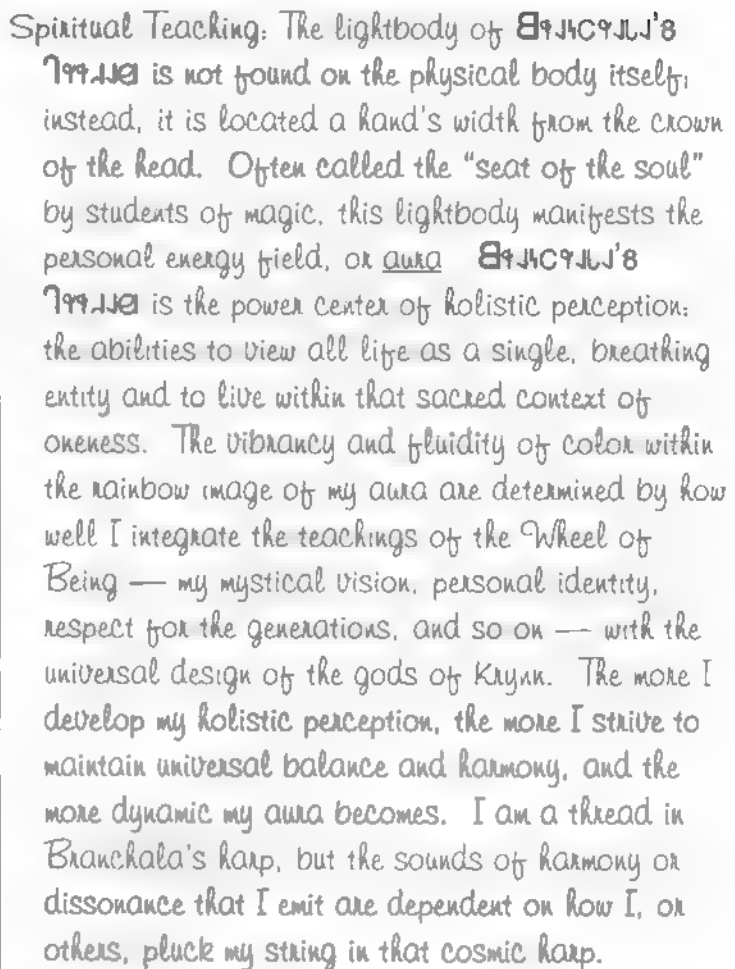 Spiritual Teaching: The lightbody of
is not found on the physical body itself;
instead, it is located a hand's width from the crown
of the head. Often called the "seat of the soul"
by students of magic, this lightbody manifests the
personal energy field, or aura
is the power center of holistic perception:
the abilities to view all life as a single, breathing
entity and to live within that sacred context of
oneness. The vibrancy and fluidity of color within
the rainbow image of my aura are determined by how
well I integrate the teachings of the Wheel of
Being — my mystical vision, personal identity,
respect for the generations, and so on — with the
universal design of the gods of Krynn. The more I
develop my holistic perception, the more I strive to
maintain universal balance and harmony, and the
more dynamic my aura becomes. I am a thread in
Branchala's harp, but the sounds of harmony or
dissonance that I emit are dependent on how I, or
others, pluck my string in that cosmic harp.